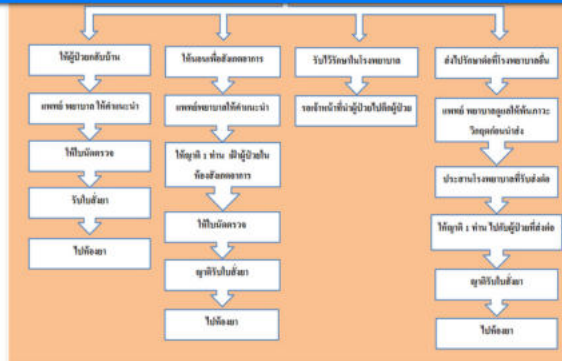 ให้ผู้ป่วยกลับบ้าน
แพทย์ พยาบาล ให้คำแนะนำ
ให้ใบนัดตรวจ
รับใบสั่งยา
ไปห้องยา
ให้นอนเพื่อสังเกตอาการ
แพทย์พยาบาลให้คำแนะนำ
ให้ญาติ 1 ท่าน เฝ้าผู้ป่วยใน
ห้องสังเกตอาการ
ให้ใบนัดตรวจ
ญาติรับใบสั่งยา
ไปห้องยา
รับไว้รักษาในโรงพยาบาล
รอเจ้าหน้าที่นำผู้ป่วยไปตึกผู้ป่วย
ส่งไปรักษาต่อที่โรงพยาบาลอื่น
แพทย์ พยาบาลดูแลให้พ้นภาวะ
วิกฤตก่อนนำส่ง
ประสานโรงพยาบาลที่รับส่งต่อ
ให้ญาติ 1 ท่าน ไปกับผู้ป่วยที่ส่งต่อ
ญาติรับใบสั่งยา
ไปห้องยา